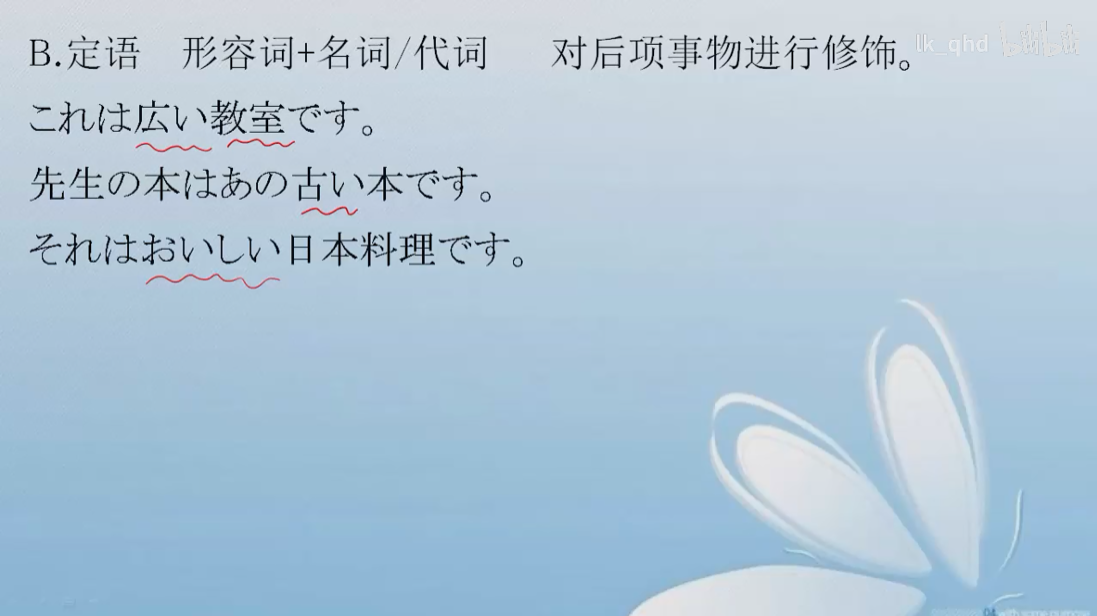 B.定语 形容词+名词/代词 对后项事物进行修饰。
lk_qhd bilibili
これは広い教室です。
先生の本はあの古い本です。
それはおいしい日本料理です。